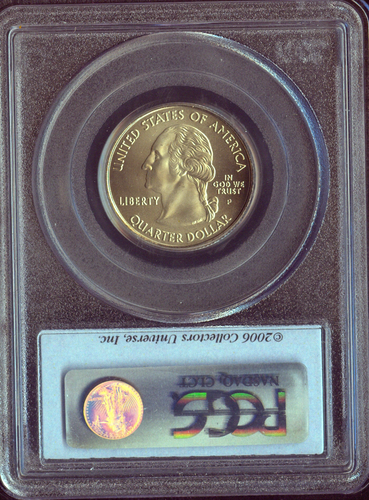 UNITED STATES OF AMERICA
LIBERTY
IN
GOD WE
TRUST
P
QUARTER DOLLAR
©2006 Collectors Universe, Inc.
NASDAQ: CLCT
PCGS